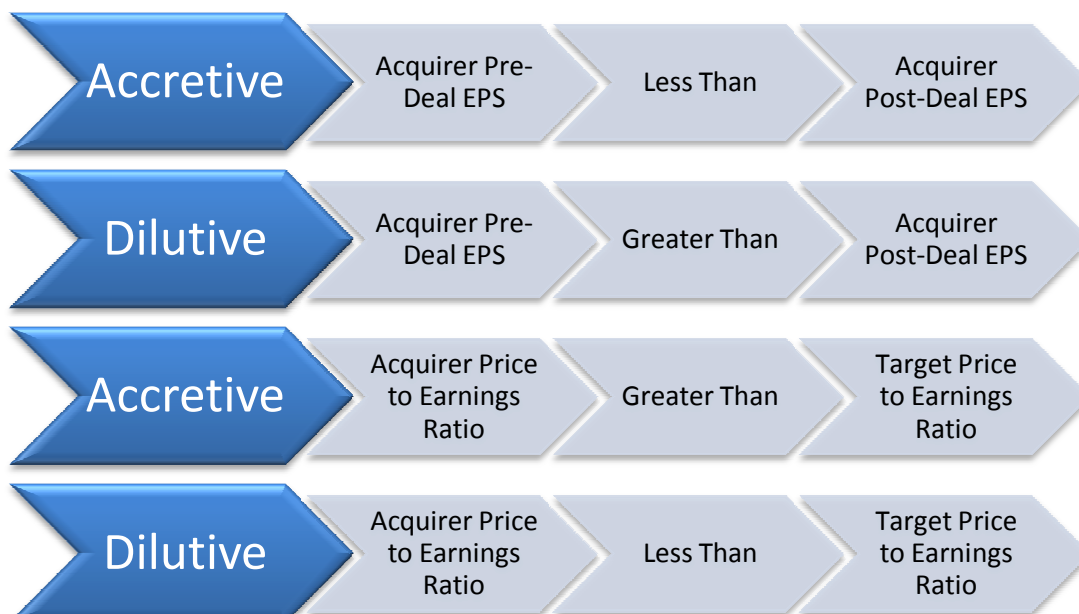 Accretive
Acquirer Pre-
Deal EPS
Less Than
Acquirer
Post-Deal EPS
Dilutive
Acquirer Pre-
Deal EPS
Greater Than
Acquirer
Post-Deal EPS
Accretive
Acquirer Price
to Earnings
Ratio
Greater Than
Target Price
to Earnings
Ratio
Dilutive
Acquirer Price
to Earnings
Ratio
Less Than
Target Price
to Earnings
Ratio